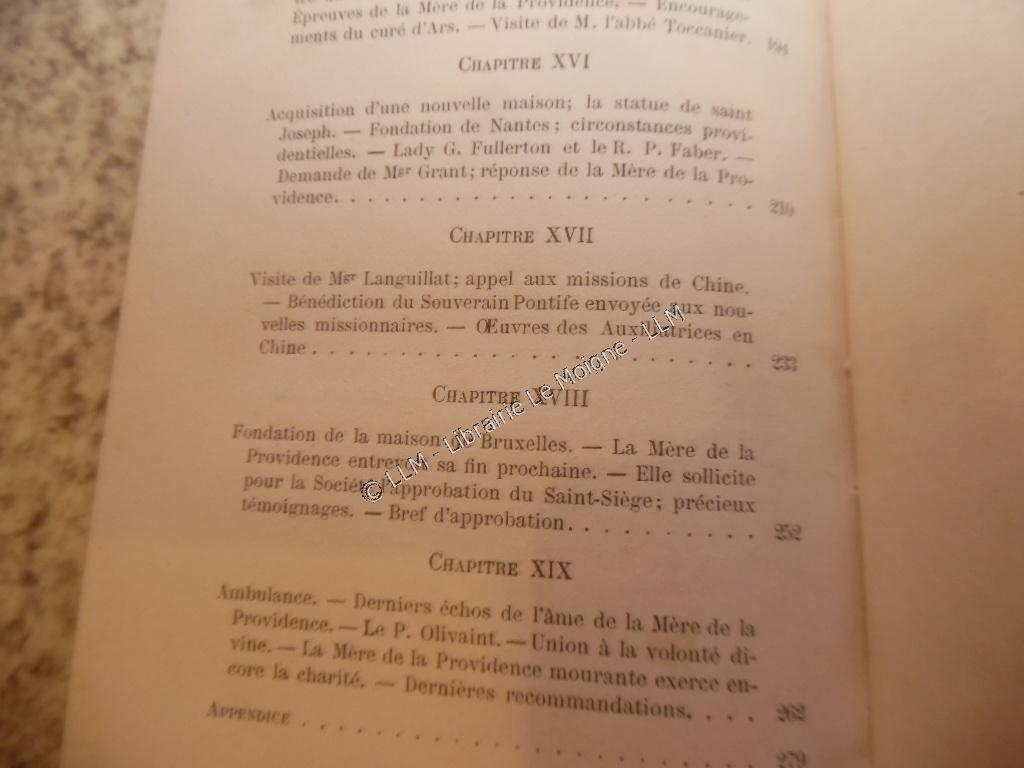 Épreuves de la Mère de la Providence. — Encourage-
ments du curé d'Ars. — Visite de M. l'abbé Toccanier. 194
CHAPITRE XVI
Acquisition d'une nouvelle maison; la statue de saint
Joseph. — Fondation de Nantes; circonstances provi-
dentielles. — Lady G. Fullerton et le R. P. Faber. —
Demande de Mgr Grant; réponse de la Mère de la Pro-
vidence. . . . . . . . . . . . . . . . . . . . . . . 210
CHAPITRE XVII
Visite de Mgr Languillat; appel aux missions de Chine.
— Bénédiction du Souverain Pontife envoyée aux nou-
velles missionnaires. — Œuvres des Auxiliatrices en
Chine . . . . . . . . . . . . . . . . . . . . . . . 233
CHAPITRE XVIII
Fondation de la maison Bruxelles. — La Mère de la
Providence sa fin prochaine. — Elle sollicite
pour la Société l'approbation du Saint-Siège; précieux
témoignages. — Bref d'approbation. . . . . . . . . . 252
CHAPITRE XIX
Ambulance. — Derniers échos de l'âme de la Mère de la
Providence. — Le P. Olivaint. — Union à la volonté di-
vine. — La Mère de la Providence mourante exerce en-
core la charité. — Dernières recommandations. . . . 262
APPENDICE . . . . . . . . . . . . . . . . . . . . . 279
© LLM - Librairie Le Moigne - LLM